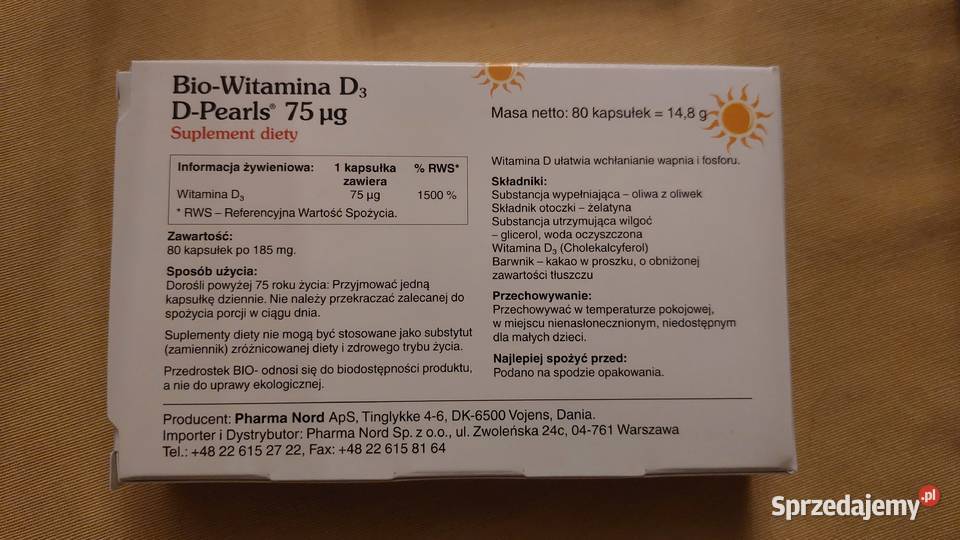 Bio-Witamina D₃
D-Pearls® 75 µg
Suplement diety
Informacja żywieniowa: 1 kapsułka zawiera % RWS*
Witamina D₃ 75 µg 1500 %
* RWS – Referencyjna Wartość Spożycia.
Zawartość:
80 kapsułek po 185 mg.
Sposób użycia:
Dorośli powyżej 75 roku życia: Przyjmować jedną
kapsułkę dziennie. Nie należy przekraczać zalecanej do
spożycia porcji w ciągu dnia.
Suplementy diety nie mogą być stosowane jako substytut
(zamiennik) zróżnicowanej diety i zdrowego trybu życia.
Przedrostek BIO- odnosi się do biodostępności produktu,
a nie do uprawy ekologicznej.
Masa netto: 80 kapsułek = 14,8 g
Witamina D ułatwia wchłanianie wapnia i fosforu.
Składniki:
Substancja wypełniająca – oliwa z oliwek
Składnik otoczki – żelatyna
Substancja utrzymująca wilgoć
– glicerol, woda oczyszczona
Witamina D₃ (Cholekalcyferol)
Barwnik – kakao w proszku, o obniżonej
zawartości tłuszczu
Przechowywanie:
Przechowywać w temperaturze pokojowej,
w miejscu nienasłonecznionym, niedostępnym
dla małych dzieci.
Najlepiej spożyć przed:
Podano na spodzie opakowania.
Producent: Pharma Nord ApS, Tinglykke 4-6, DK-6500 Vojens, Dania.
Importer i Dystrybutor: Pharma Nord Sp. z o.o., ul. Zwoleńska 24c, 04-761 Warszawa
Tel.: +48 22 615 27 22, Fax: +48 22 615 81 64
Sprzedajemy.pl